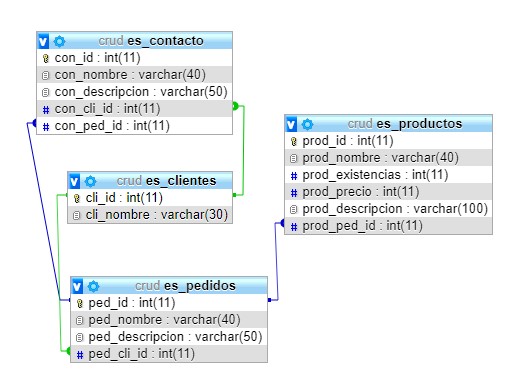 crud es_contacto
con_id : int(11)
con_nombre : varchar(40)
con_descripcion : varchar(50)
# con_cli_id : int(11)
# con_ped_id : int(11)
crud es_productos
prod_id : int(11)
prod_nombre : varchar(40)
# prod_existencias : int(11)
# prod_precio : int(11)
prod_descripcion : varchar(100)
# prod_ped_id : int(11)
crud es_clientes
cli_id : int(11)
cli_nombre : varchar(30)
crud es_pedidos
ped_id : int(11)
ped_nombre : varchar(40)
ped_descripcion : varchar(50)
# ped_cli_id : int(11)